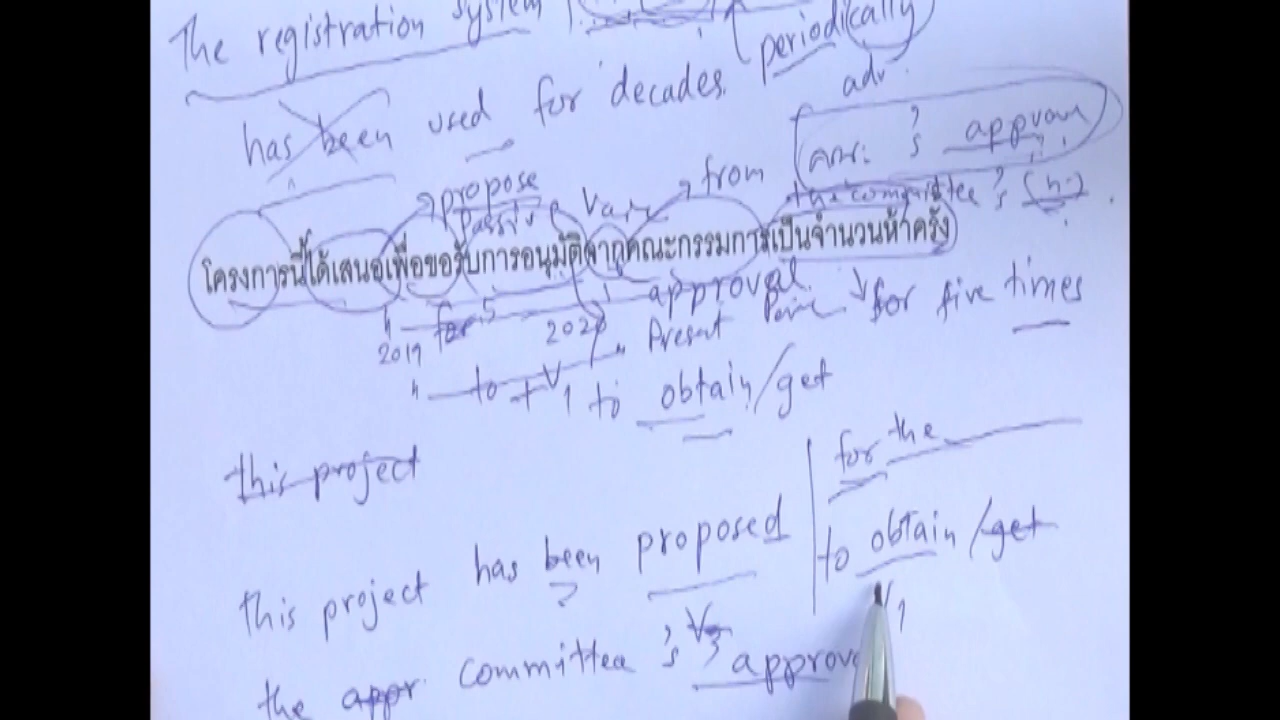 The registration system periodically
has been used for decades. adv.
คณะ 's approval
propose from the committee's (n.)
passive
โครงการนี้ได้เสนอเพื่อขอรับการอนุมัติจากคณะกรรมการเป็นจำนวนห้าครั้ง
approval. for five times
for 5
2019 2020 Present
to + V1 to obtain/get
this project for the
this project has been proposed to obtain/get
V3 V1
the appr. committee 's